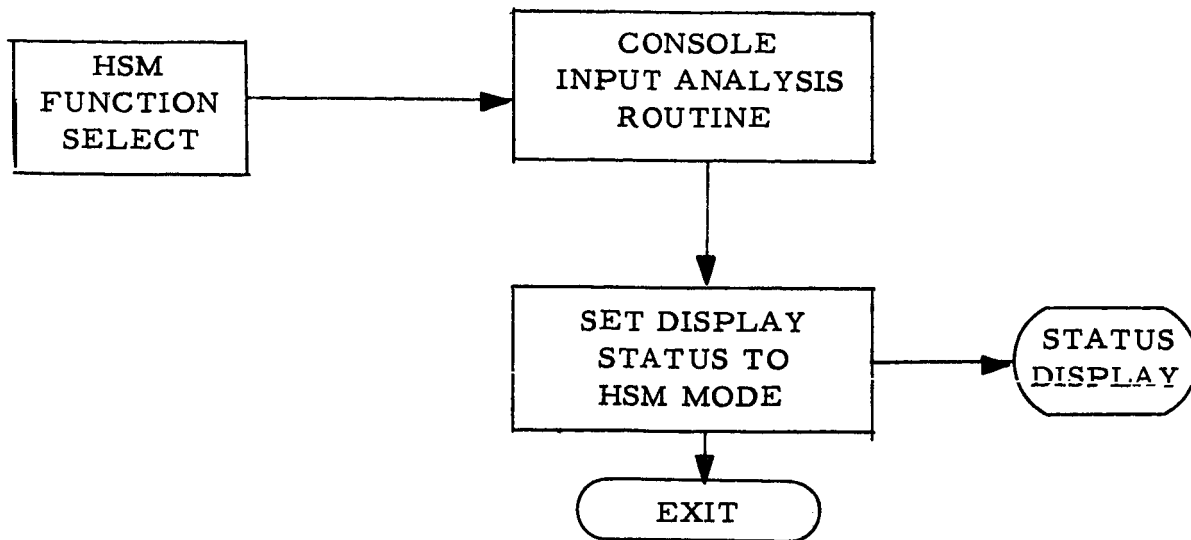 HSM
FUNCTION
SELECT
CONSOLE
INPUT ANALYSIS
ROUTINE
SET DISPLAY
STATUS TO
HSM MODE
STATUS
DISPLAY
EXIT